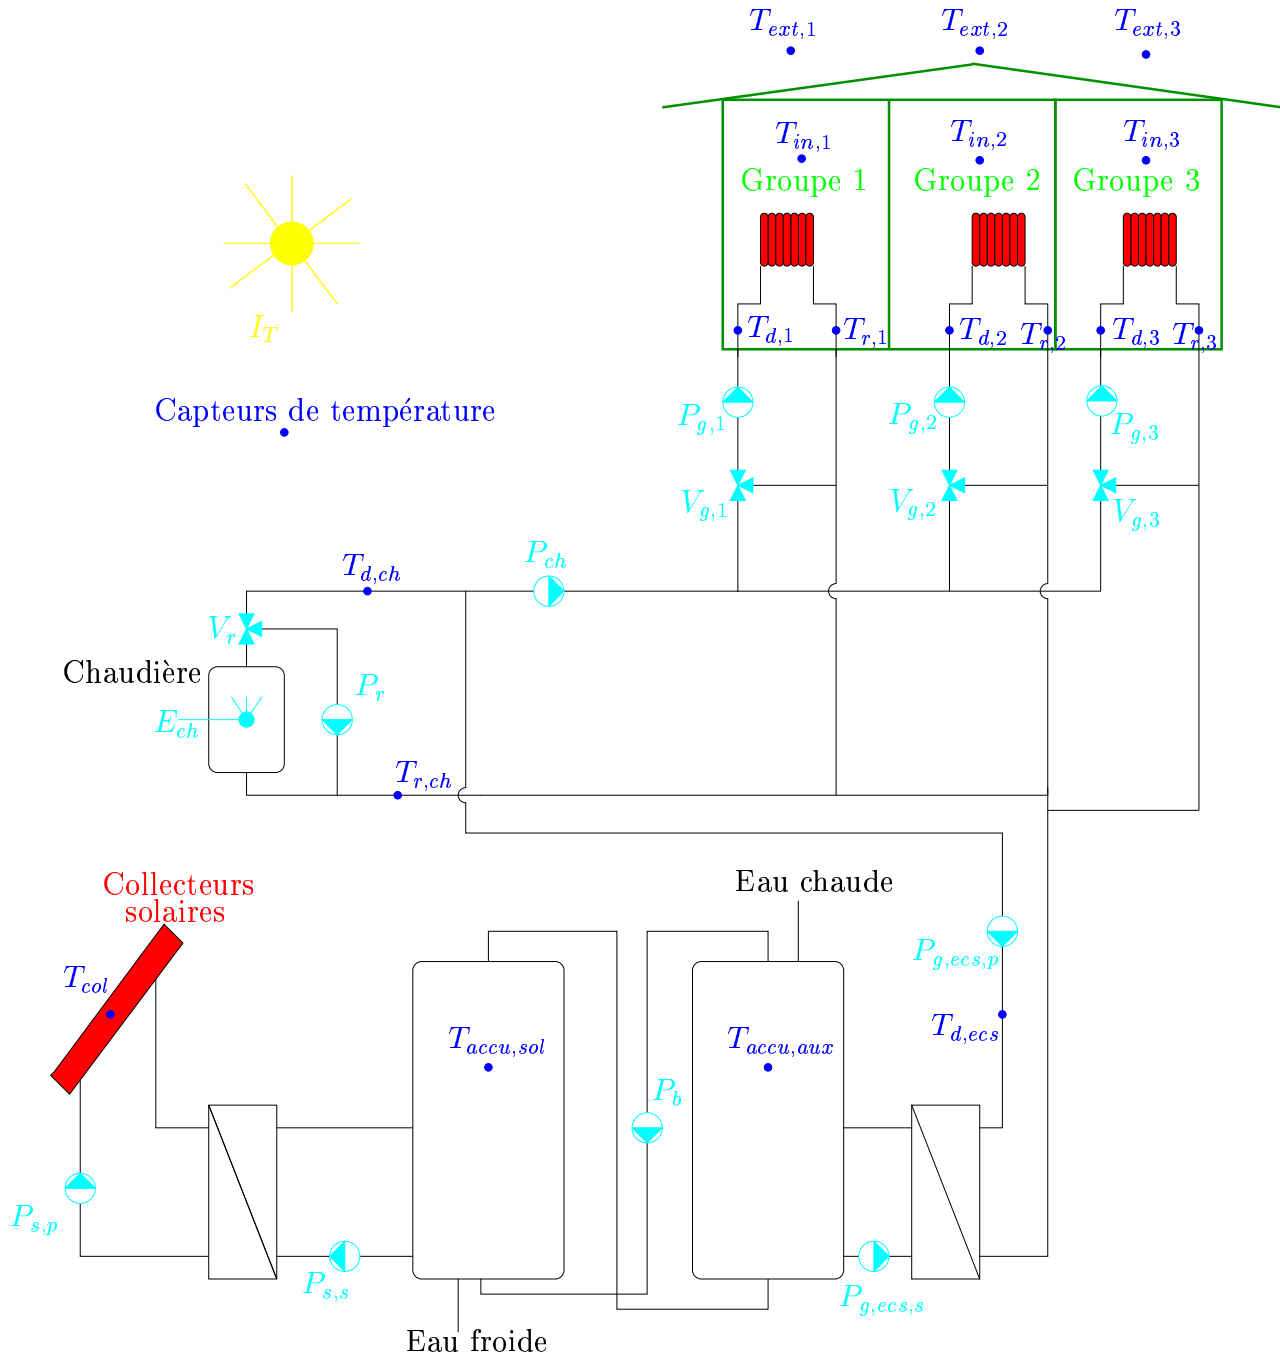 T_{ext,1} T_{ext,2} T_{ext,3}
T_{in,1} T_{in,2} T_{in,3}
Groupe 1 Groupe 2 Groupe 3
I_T
T_{d,1} T_{r,1} T_{d,2} T_{r,2} T_{d,3} T_{r,3}
Capteurs de température
P_{g,1} P_{g,2} P_{g,3}
V_{g,1} V_{g,2} V_{g,3}
P_{ch}
T_{d,ch}
V_r
Chaudière
P_r
E_{ch}
T_{r,ch}
Collecteurs
solaires
Eau chaude
P_{g,ecs,p}
T_{col}
T_{d,ecs}
T_{accu,sol} T_{accu,aux}
P_b
P_{s,p}
P_{s,s}
P_{g,ecs,s}
Eau froide